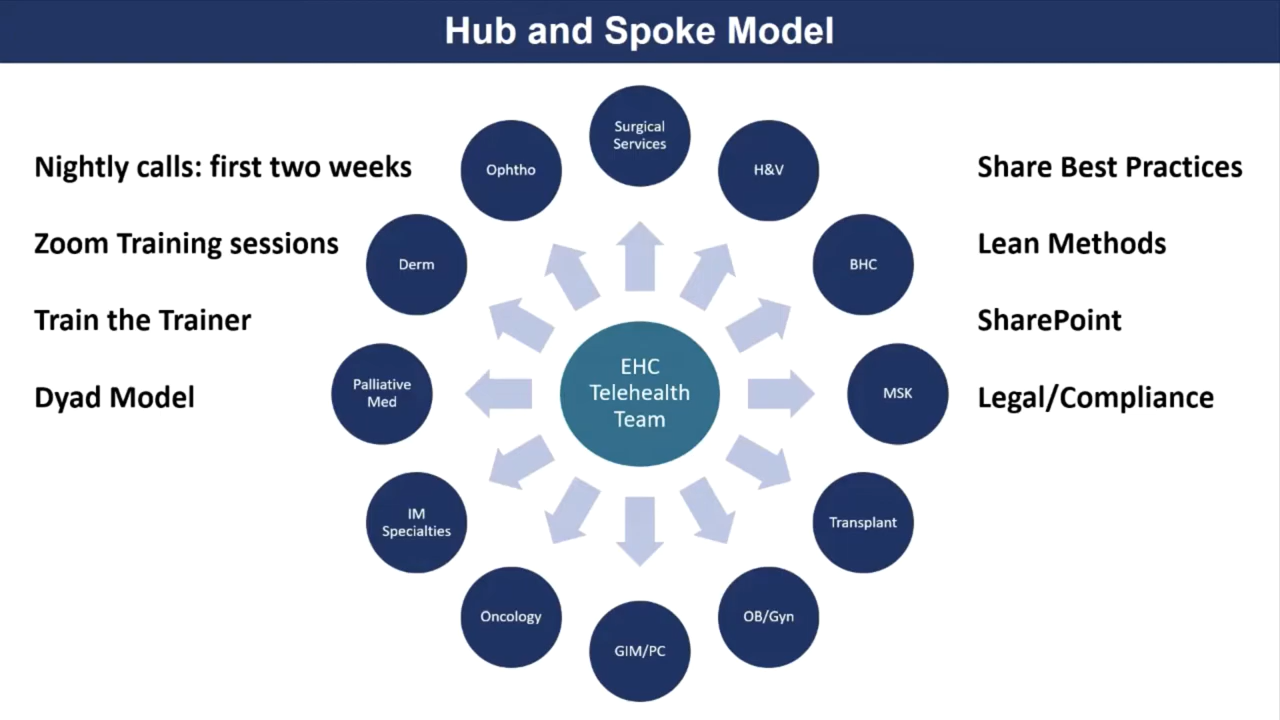 Hub and Spoke Model
Nightly calls: first two weeks
Zoom Training sessions
Train the Trainer
Dyad Model
Surgical
Services
H&V
BHC
MSK
Transplant
OB/Gyn
GIM/PC
Oncology
IM
Specialties
Palliative
Med
Derm
Ophtho
EHC
Telehealth
Team
Share Best Practices
Lean Methods
SharePoint
Legal/Compliance